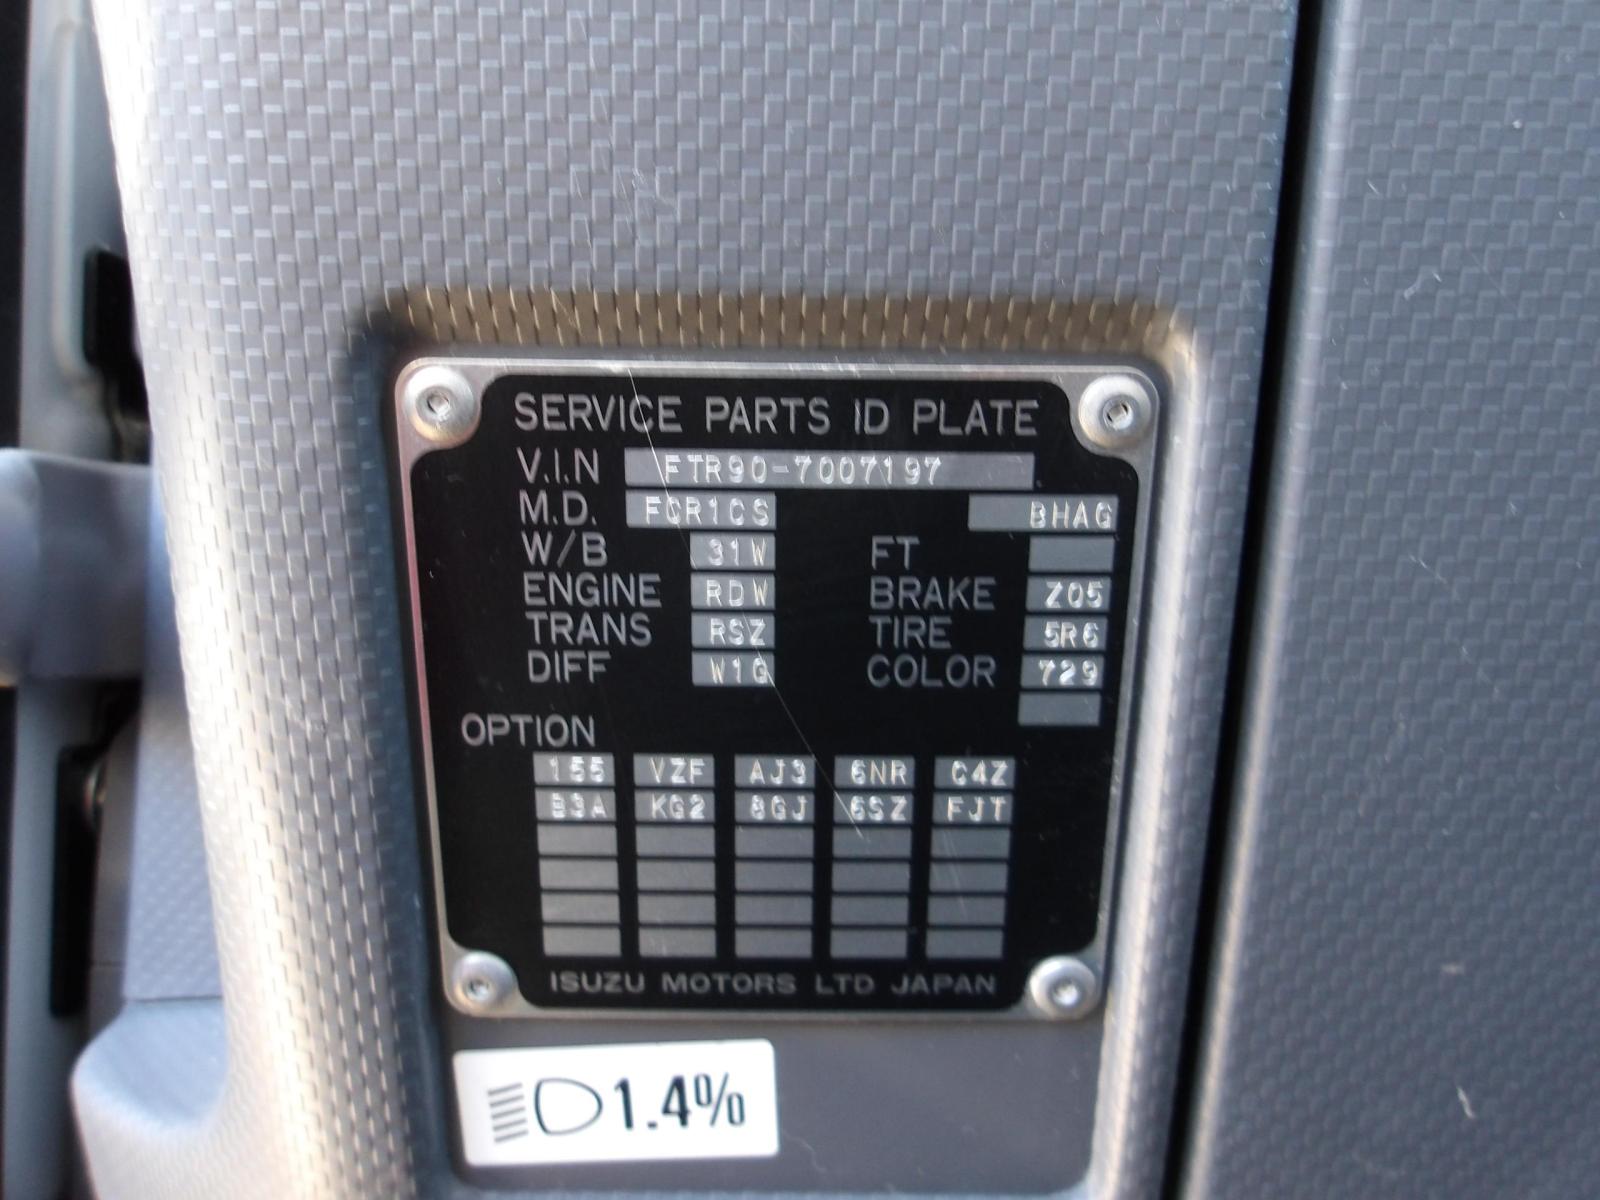 SERVICE PARTS ID PLATE
V.I.N FTR90-7007197
M.D. FCR1CS BHAG
W/B 31W FT
ENGINE RDW BRAKE Z05
TRANS RSZ TIRE 5R6
DIFF W1G COLOR 729
OPTION
155 VZF AJ3 6NR C4Z
B3A KG2 8GJ 6SZ FJT
ISUZU MOTORS LTD JAPAN
1.4%